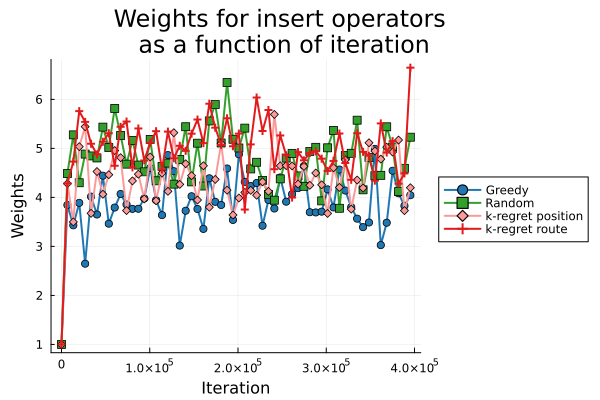 Weights for insert operators
as a function of iteration
Weights
6
5
4
3
2
1
0
1.0×10⁵
2.0×10⁵
3.0×10⁵
4.0×10⁵
Iteration
Greedy
Random
k-regret position
k-regret route